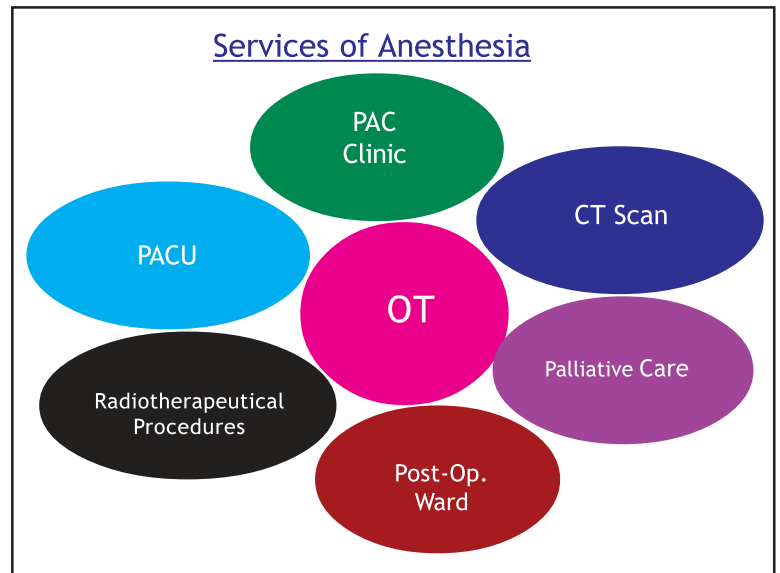 Services of Anesthesia
PAC
Clinic
CT Scan
PACU
OT
Palliative Care
Radiotherapeutical
Procedures
Post-Op.
Ward